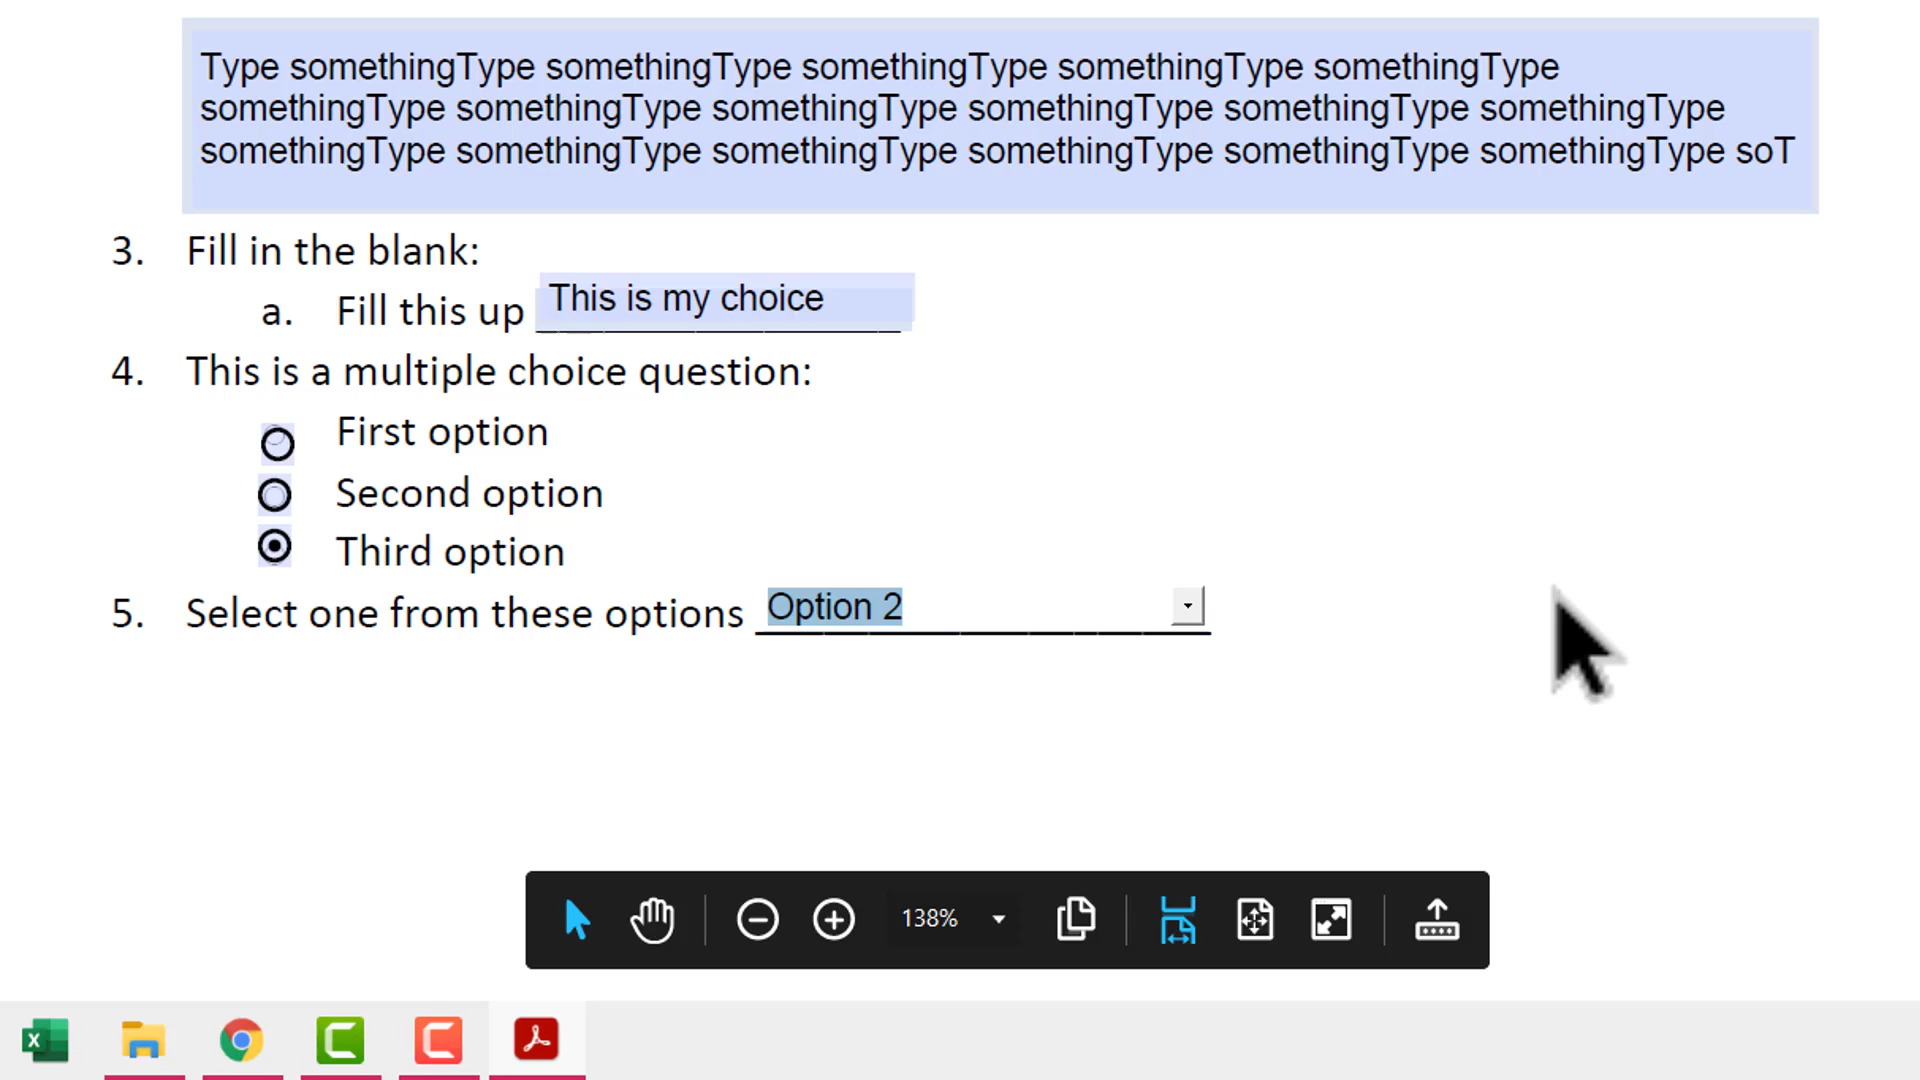 Type somethingType somethingType somethingType somethingType somethingType
somethingType somethingType somethingType somethingType somethingType somethingType
somethingType somethingType somethingType somethingType somethingType somethingType soT
3. Fill in the blank:
a. Fill this up This is my choice
4. This is a multiple choice question:
First option
Second option
Third option
5. Select one from these options Option 2
138%